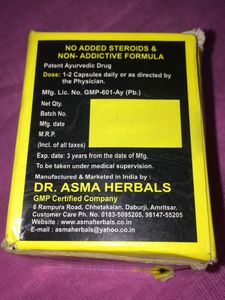 NO ADDED STEROIDS &
NON- ADDICTIVE FORMULA
Patent Ayurvedic Drug
Dose: 1-2 Capsules daily or as directed by
the Physician.
Mfg. Lic. No. GMP-601-Ay (Pb.)
Net Qty.
Batch No.
Mfg. date
M.R.P.
(Incl. of all taxes)
Exp. date: 3 years from the date of Mfg.
To be taken under medical supervision.
Manufactured & Marketed in India by :
DR. ASMA HERBALS
GMP Certified Company
8 Rampura Road, Chhetakalan, Daburji, Amritsar.
Customer Care Ph. No. 0183-5095205, 98147-55205
Website : www.asmaherbals.co.in
E-mail : asmaherbals@yahoo.co.in